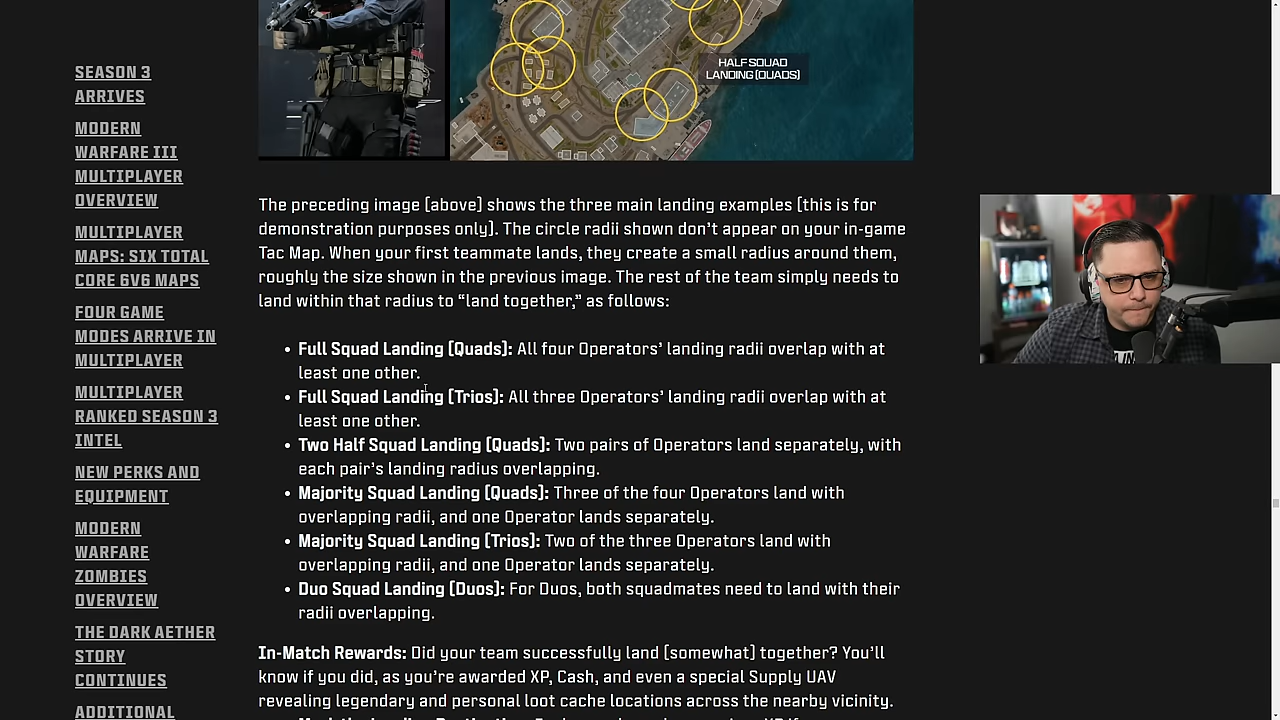 SEASON 3
ARRIVES
MODERN
WARFARE III
MULTIPLAYER
OVERVIEW
MULTIPLAYER
MAPS: SIX TOTAL
CORE 6V6 MAPS
FOUR GAME
MODES ARRIVE IN
MULTIPLAYER
MULTIPLAYER
RANKED SEASON 3
INTEL
NEW PERKS AND
EQUIPMENT
MODERN
WARFARE
ZOMBIES
OVERVIEW
THE DARK AETHER
STORY
CONTINUES
ADDITIONAL
HALF SQUAD
LANDING (QUADS)
The preceding image (above) shows the three main landing examples (this is for
demonstration purposes only). The circle radii shown don’t appear on your in-game
Tac Map. When your first teammate lands, they create a small radius around them,
roughly the size shown in the previous image. The rest of the team simply needs to
land within that radius to “land together,” as follows:
• Full Squad Landing (Quads): All four Operators’ landing radii overlap with at
least one other.
• Full Squad Landing (Trios): All three Operators’ landing radii overlap with at
least one other.
• Two Half Squad Landing (Quads): Two pairs of Operators land separately, with
each pair’s landing radius overlapping.
• Majority Squad Landing (Quads): Three of the four Operators land with
overlapping radii, and one Operator lands separately.
• Majority Squad Landing (Trios): Two of the three Operators land with
overlapping radii, and one Operator lands separately.
• Duo Squad Landing (Duos): For Duos, both squadmates need to land with their
radii overlapping.
In-Match Rewards: Did your team successfully land (somewhat) together? You’ll
know if you did, as you’re awarded XP, Cash, and even a special Supply UAV
revealing legendary and personal loot cache locations across the nearby vicinity.